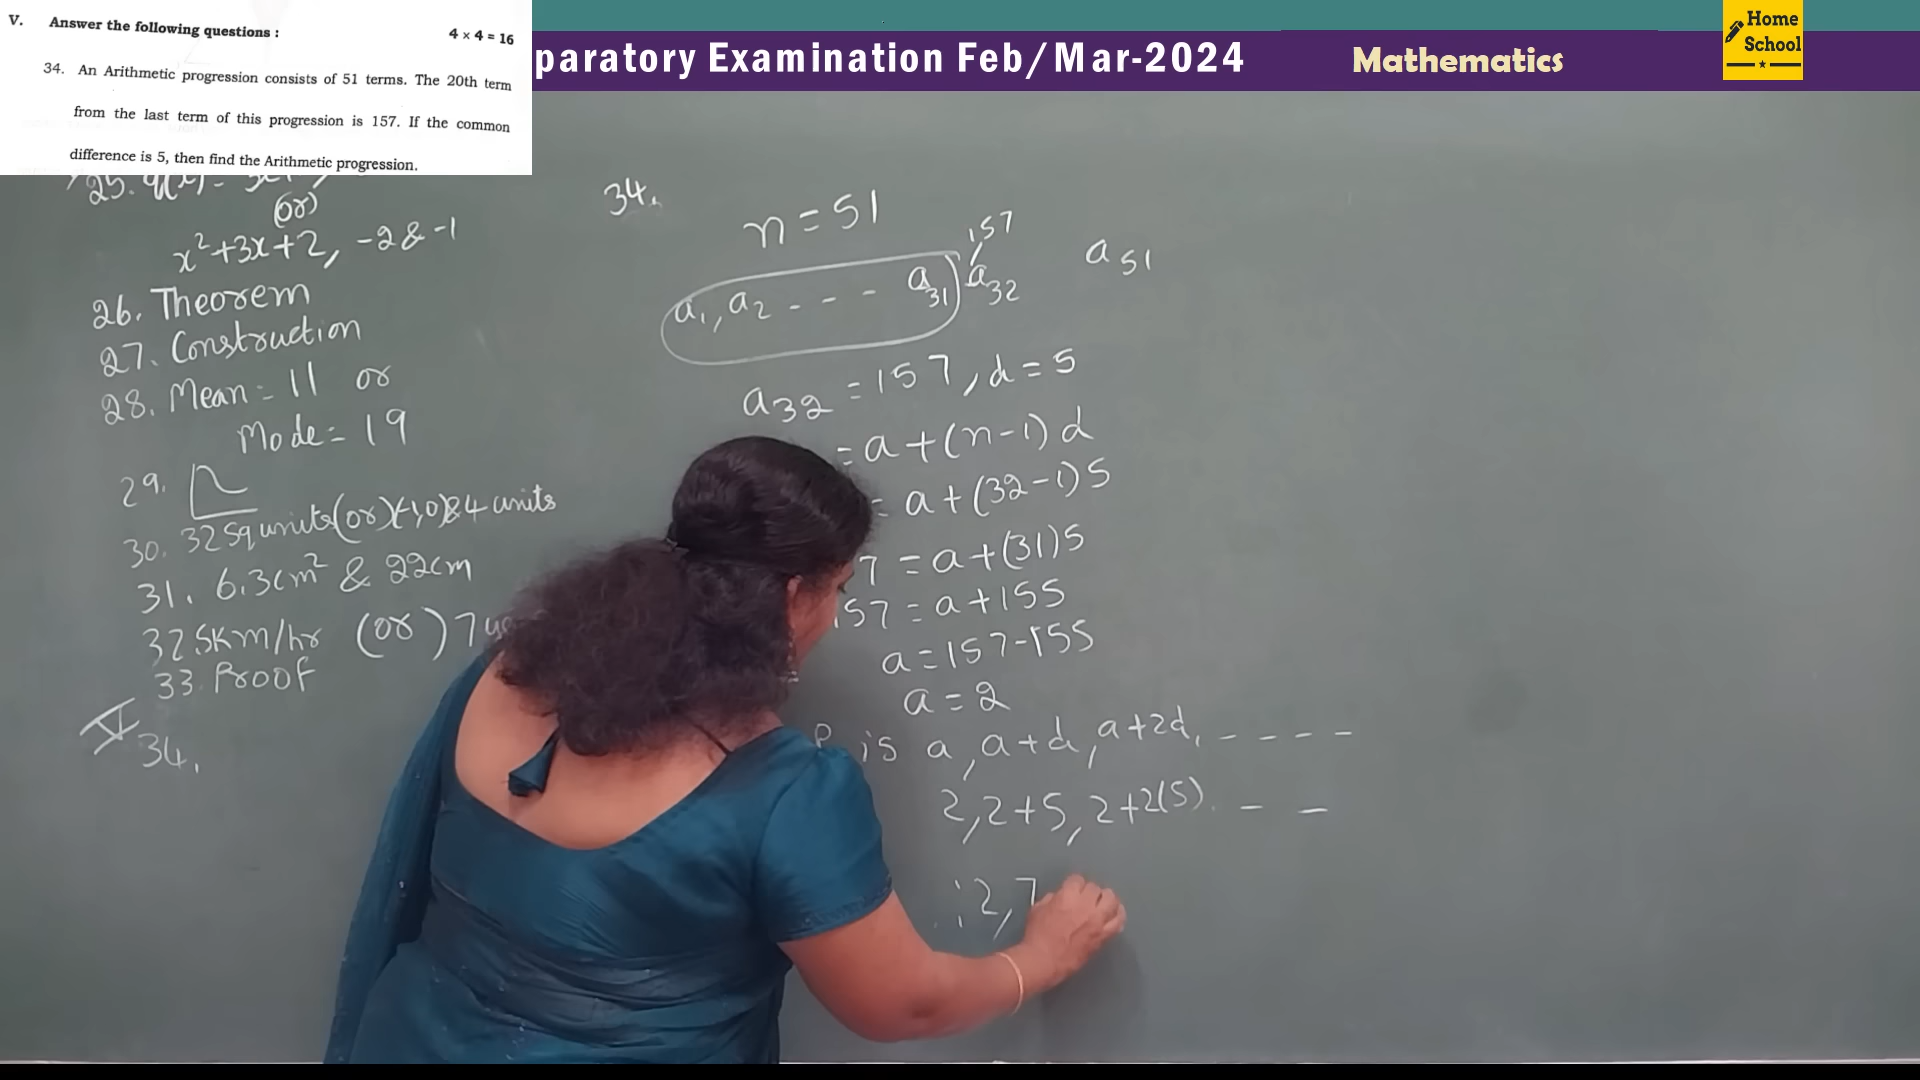 V. Answer the following questions : 4 × 4 = 16
34. An Arithmetic progression consists of 51 terms. The 20th term
from the last term of this progression is 157. If the common
difference is 5, then find the Arithmetic progression.
paratory Examination Feb/Mar-2024
Mathematics
Home
School
25.
(or)
x²+3x+2, -2 & -1
26. Theorem
27. Construction
28. Mean = 11 or
Mode = 19
29.
30. 32 Sq units (or) (-1,0) & 4 units
31. 6.3cm² & 22cm
32. 5Km/hr (or) 7
33. Proof
V
34.
34.
n = 51
157
a₁, a₂ - - - a₃₁ a₃₂ a₅₁
a₃₂ = 157, d = 5
= a + (n-1) d
= a + (32-1) 5
7 = a + (31) 5
157 = a + 155
a = 157-155
a = 2
P is a, a+d, a+2d, - - - -
2, 2+5, 2+2(5). - -
∴ 2, 7